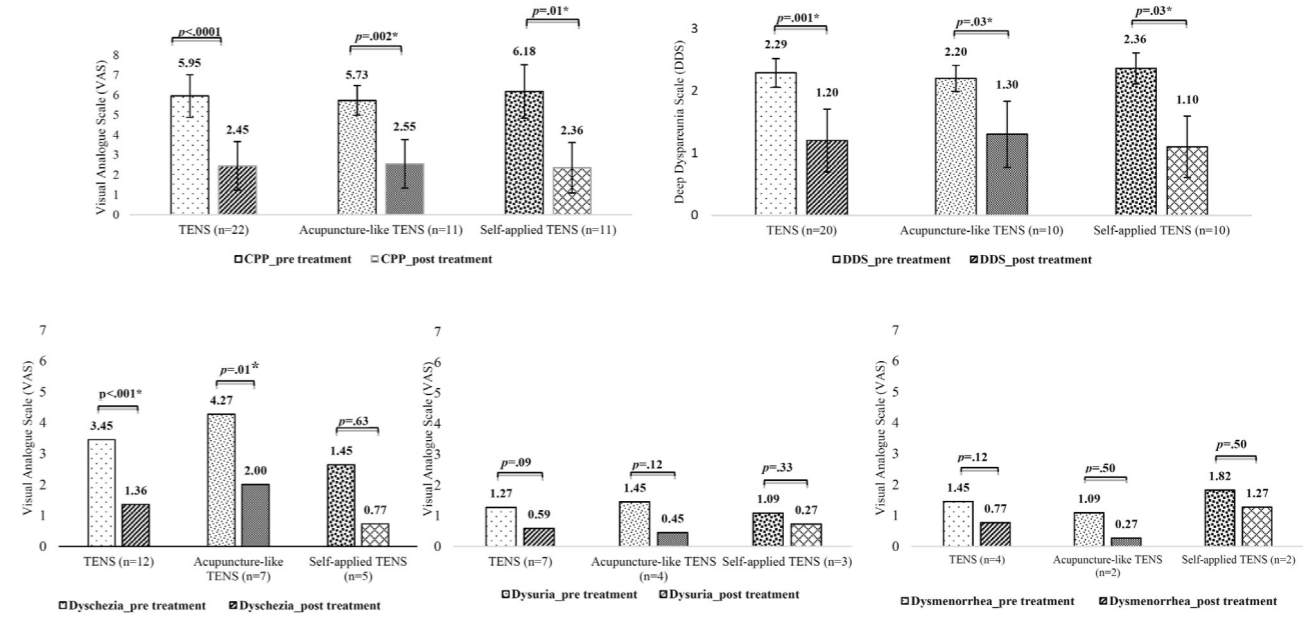 p<.0001
p=.002*
p=.01*
Visual Analogue Scale (VAS)
8
7
6
5
4
3
2
1
0
5.95
2.45
5.73
2.55
6.18
2.36
TENS (n=22)
Acupuncture-like TENS (n=11)
Self-applied TENS (n=11)
CPP_pre treatment
CPP_post treatment
p=.001*
p=.03*
p=.03*
Deep Dyspareunia Scale (DDS)
3
2
1
0
2.29
1.20
2.20
1.30
2.36
1.10
TENS (n=20)
Acupuncture-like TENS (n=10)
Self-applied TENS (n=10)
DDS_pre treatment
DDS_post treatment
Visual Analogue Scale (VAS)
7
6
5
4
3
2
1
0
p<.001*
p=.01*
p=.63
3.45
1.36
4.27
2.00
1.45
0.77
TENS (n=12)
Acupuncture-like
TENS (n=7)
Self-applied TENS
(n=5)
Dyschezia_pre treatment
Dyschezia_post treatment
Visual Analogue Scale (VAS)
7
6
5
4
3
2
1
0
p=.09
p=.12
p=.33
1.27
0.59
1.45
0.45
1.09
0.27
TENS (n=7)
Acupuncture-like TENS
(n=4)
Self-applied TENS (n=3)
Dysuria_pre treatment
Dysuria_post treatment
Visual Analogue Scale (VAS)
7
6
5
4
3
2
1
0
p=.12
p=.50
p=.50
1.45
0.77
1.09
0.27
1.82
1.27
TENS (n=4)
Acupuncture-like TENS
(n=2)
Self-applied TENS (n=2)
Dysmenorrhea_pre treatment
Dysmenorrhea_post treatment